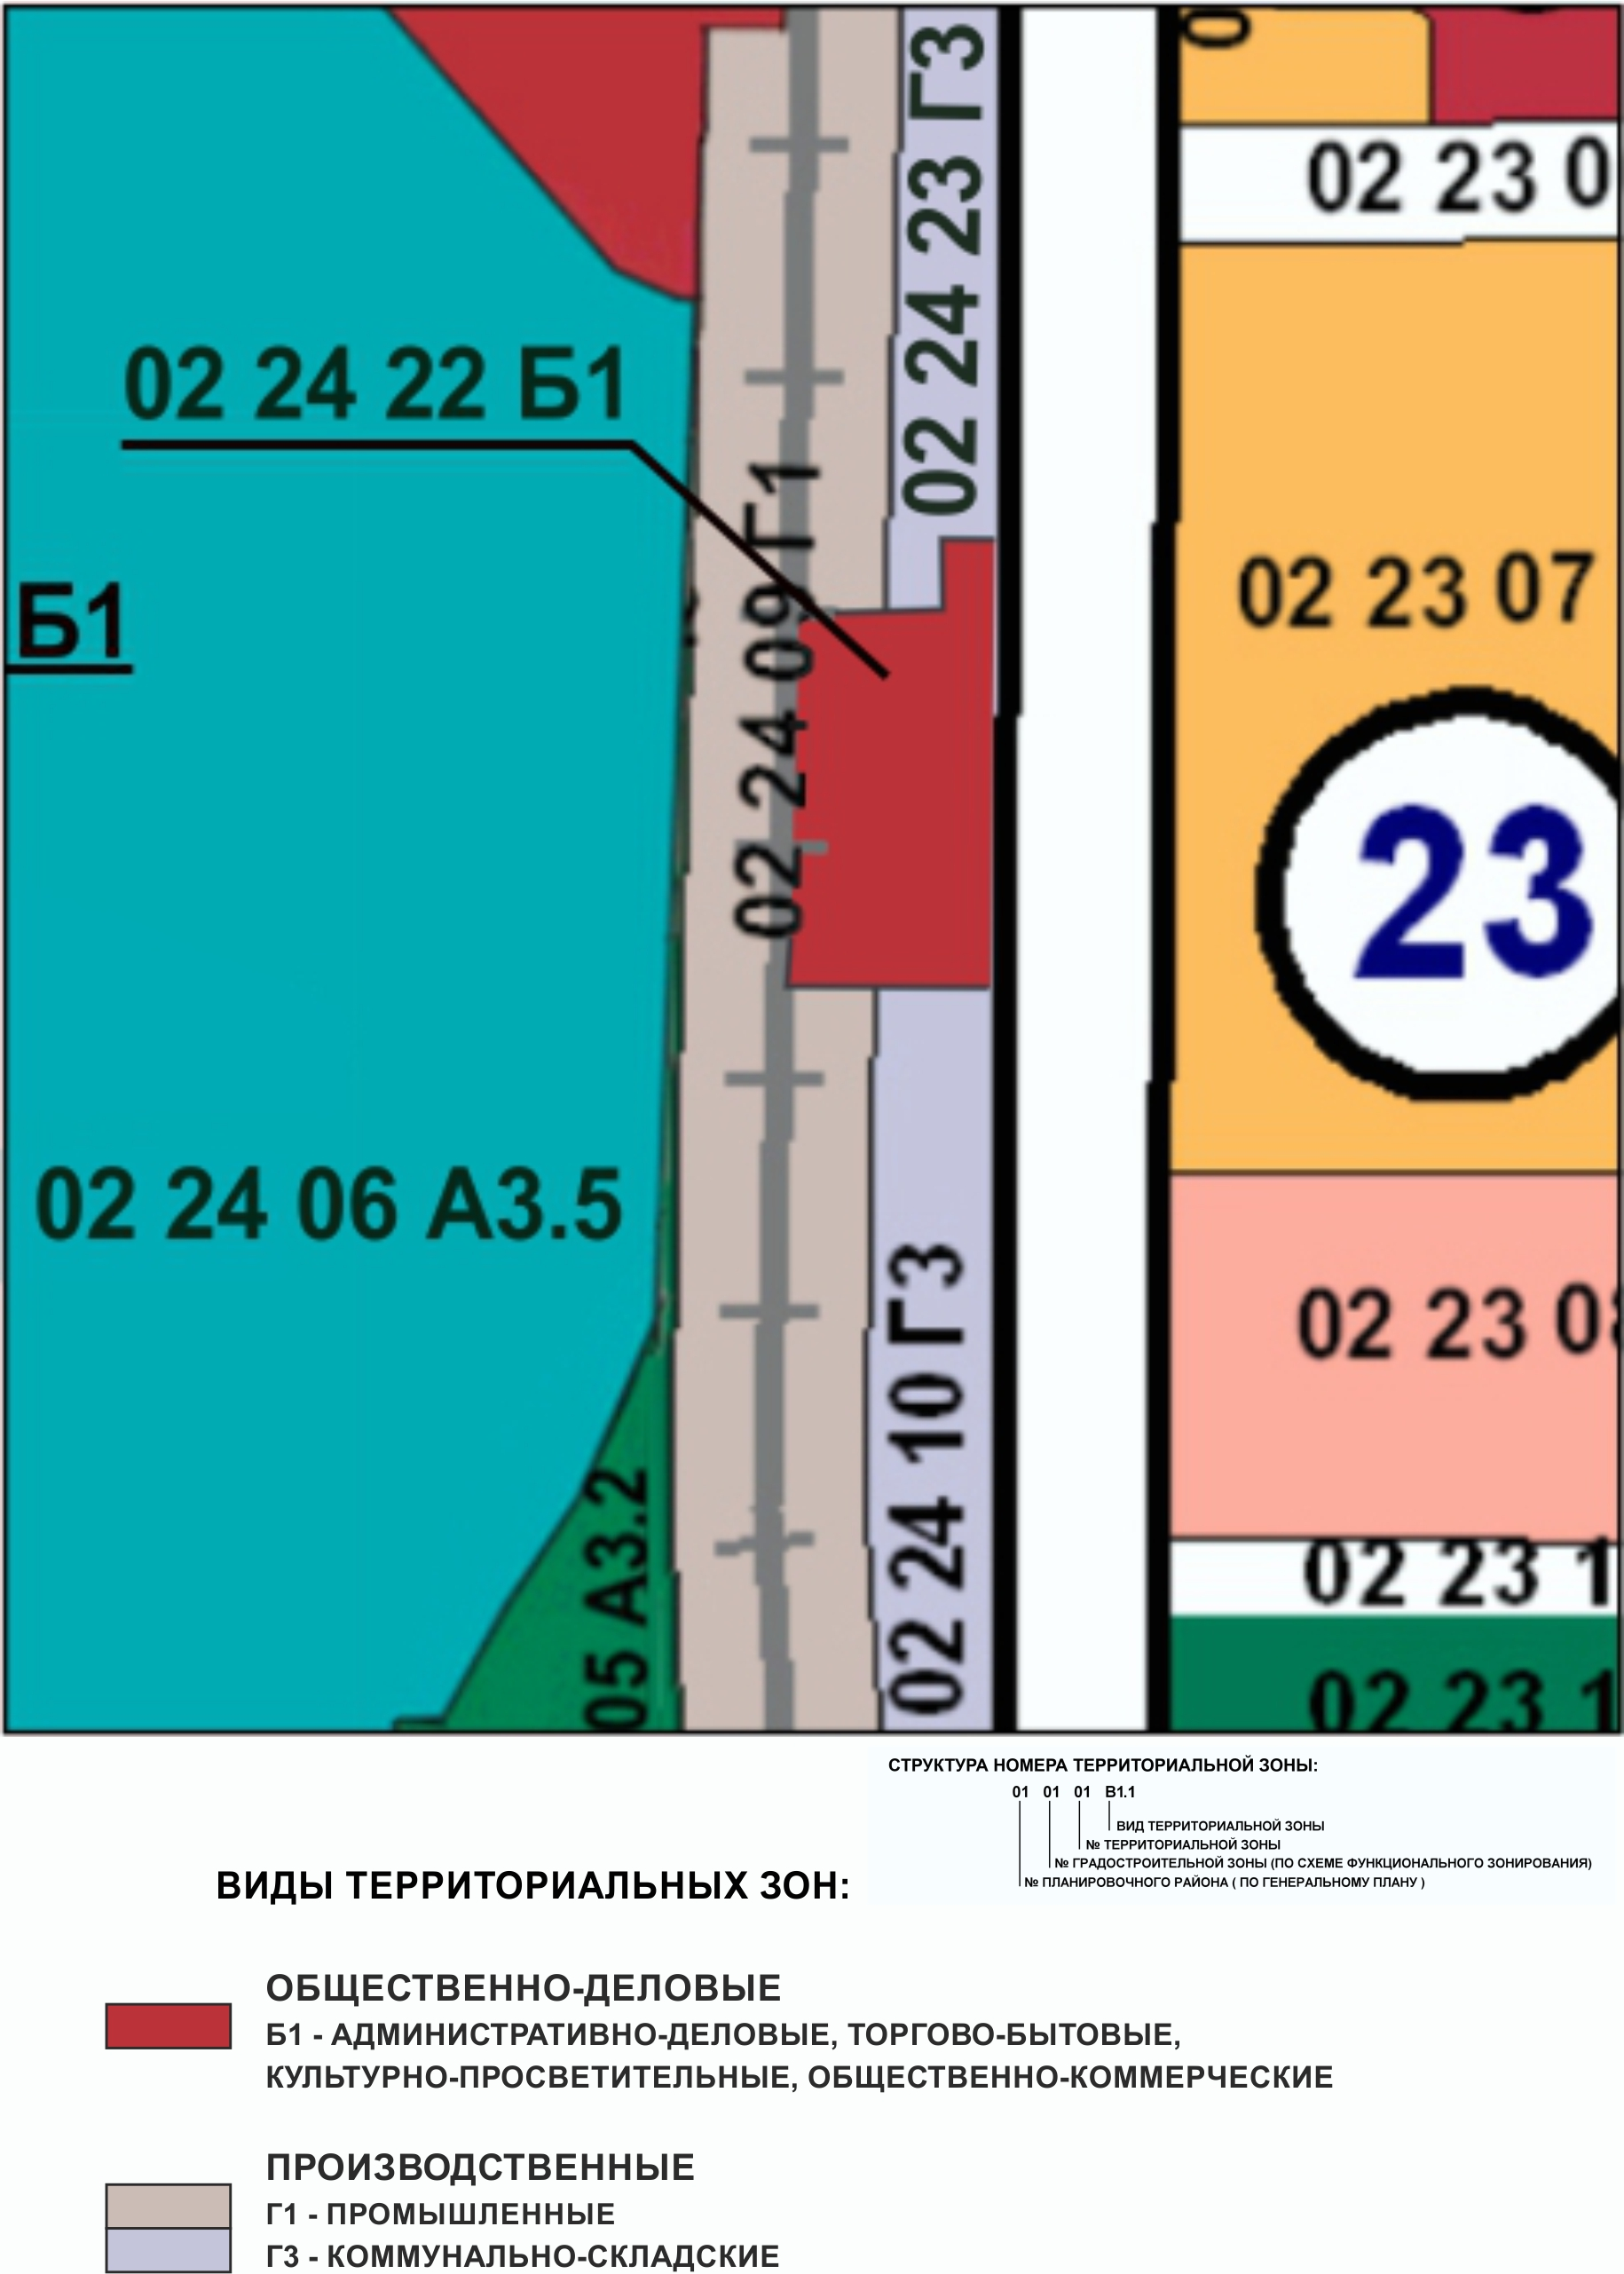 02 24 23 Г3
02 23 0
02 24 22 Б1
02 24 09 Г1
Б1
02 23 07
23
02 24 06 А3.5
02 24 10 Г3
02 23 08
05 А3.2
02 23 1
02 23 1
СТРУКТУРА НОМЕРА ТЕРРИТОРИАЛЬНОЙ ЗОНЫ:
01 01 01 В1.1
ВИД ТЕРРИТОРИАЛЬНОЙ ЗОНЫ
№ ТЕРРИТОРИАЛЬНОЙ ЗОНЫ
№ ГРАДОСТРОИТЕЛЬНОЙ ЗОНЫ (ПО СХЕМЕ ФУНКЦИОНАЛЬНОГО ЗОНИРОВАНИЯ)
№ ПЛАНИРОВОЧНОГО РАЙОНА ( ПО ГЕНЕРАЛЬНОМУ ПЛАНУ )
ВИДЫ ТЕРРИТОРИАЛЬНЫХ ЗОН:
ОБЩЕСТВЕННО-ДЕЛОВЫЕ
Б1 - АДМИНИСТРАТИВНО-ДЕЛОВЫЕ, ТОРГОВО-БЫТОВЫЕ,
КУЛЬТУРНО-ПРОСВЕТИТЕЛЬНЫЕ, ОБЩЕСТВЕННО-КОММЕРЧЕСКИЕ
ПРОИЗВОДСТВЕННЫЕ
Г1 - ПРОМЫШЛЕННЫЕ
Г3 - КОММУНАЛЬНО-СКЛАДСКИЕ